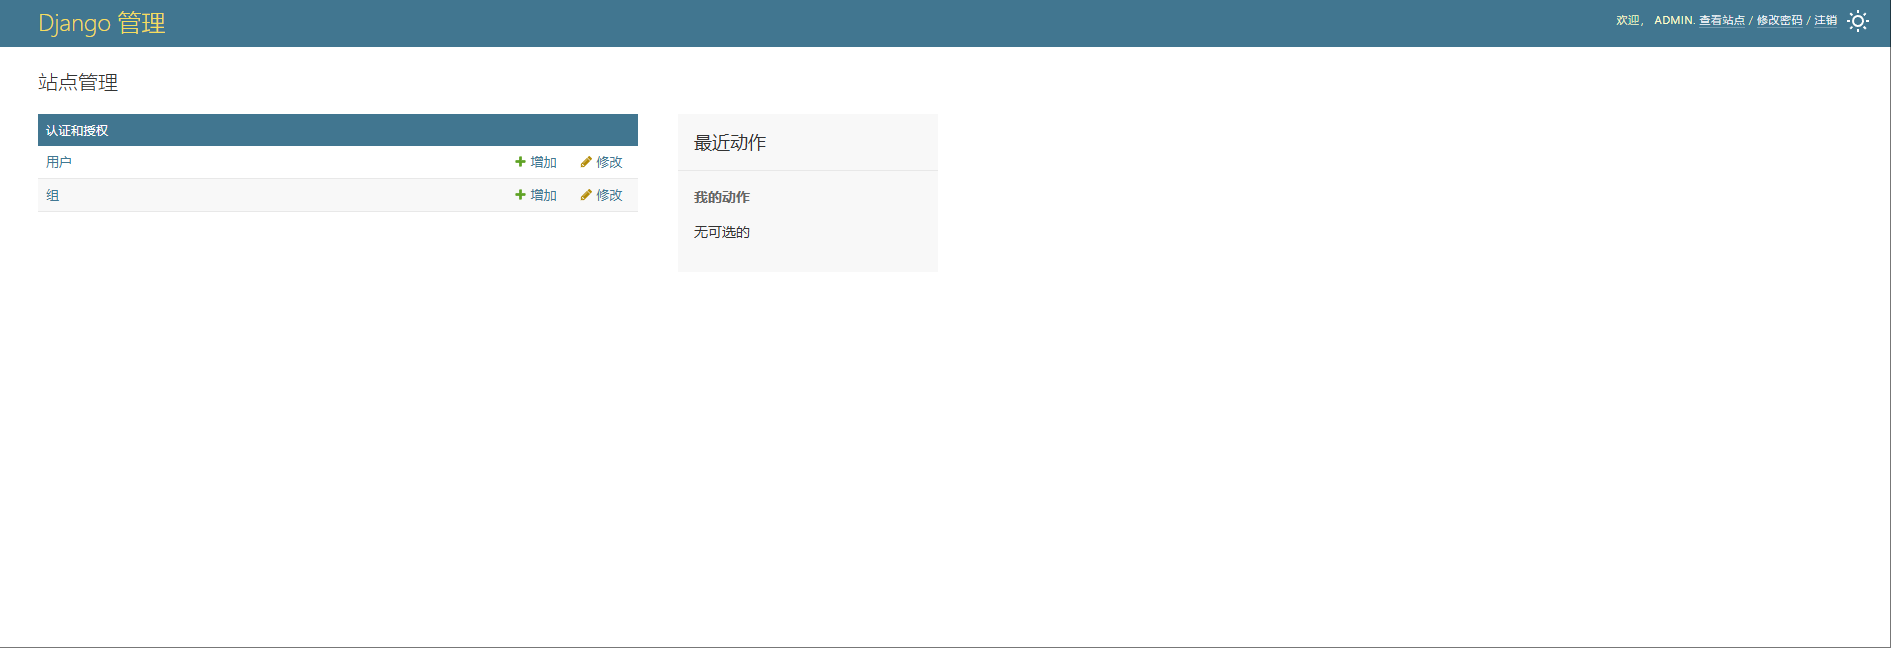 Django 管理
欢迎， ADMIN. 查看站点 / 修改密码 / 注销
站点管理
认证和授权
用户 增加 修改
组 增加 修改
最近动作
我的动作
无可选的